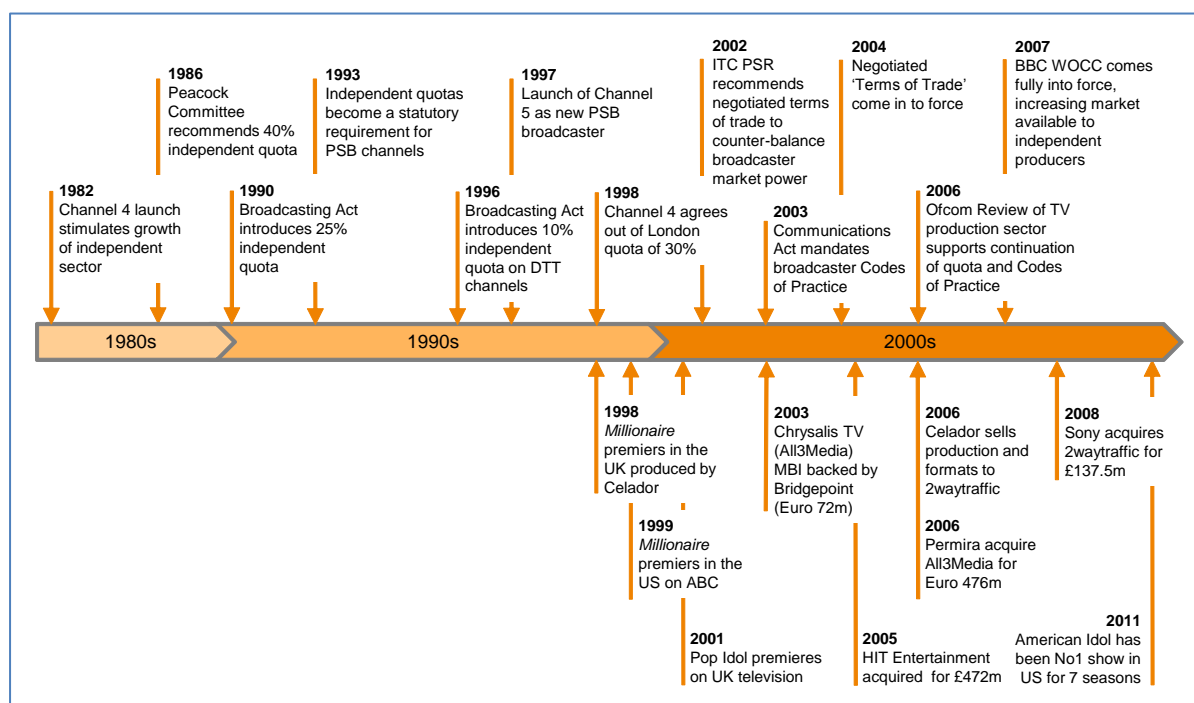 1986
Peacock
Committee
recommends 40%
independent quota
1993
Independent quotas
become a statutory
requirement for
PSB channels
1997
Launch of Channel
5 as new PSB
broadcaster
2002
ITC PSR
recommends
negotiated terms
of trade to
counter-balance
broadcaster
market power
2004
Negotiated
‘Terms of Trade’
come in to force
2007
BBC WOCC comes
fully into force,
increasing market
available to
independent
producers
1982
Channel 4 launch
stimulates growth
of independent
sector
1990
Broadcasting Act
introduces 25%
independent
quota
1996
Broadcasting Act
introduces 10%
independent
quota on DTT
channels
1998
Channel 4 agrees
out of London
quota of 30%
2003
Communications
Act mandates
broadcaster Codes
of Practice
2006
Ofcom Review of TV
production sector
supports continuation
of quota and Codes
of Practice
1980s
1990s
2000s
1998
Millionaire
premiers in the
UK produced by
Celador
1999
Millionaire
premiers in the
US on ABC
2001
Pop Idol premieres
on UK television
2003
Chrysalis TV
(All3Media)
MBI backed by
Bridgepoint
(Euro 72m)
2005
HIT Entertainment
acquired for £472m
2006
Celador sells
production and
formats to
2waytraffic
2006
Permira acquire
All3Media for
Euro 476m
2008
Sony acquires
2waytraffic for
£137.5m
2011
American Idol has
been No1 show in
US for 7 seasons